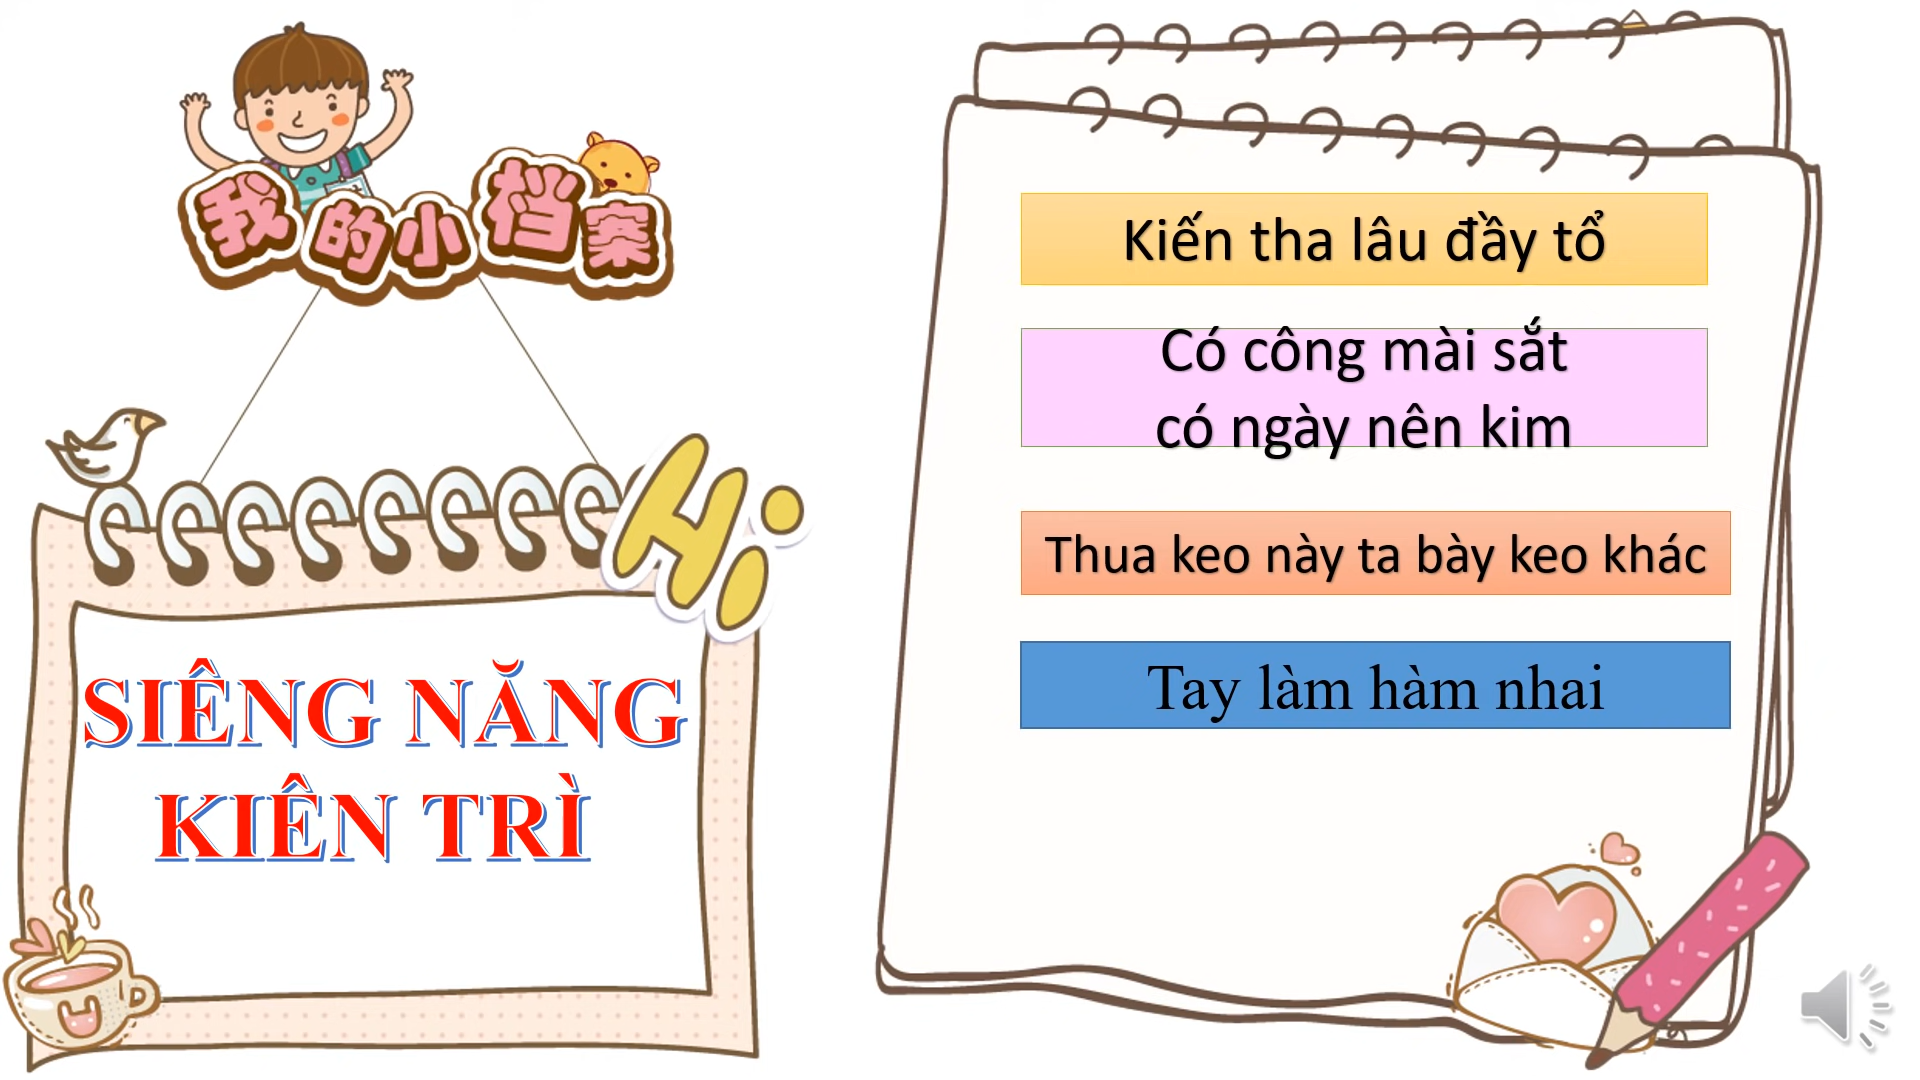 我的小档案
Hi
SIÊNG NĂNG
KIÊN TRÌ
Kiến tha lâu đầy tổ
Có công mài sắt
có ngày nên kim
Thua keo này ta bày keo khác
Tay làm hàm nhai